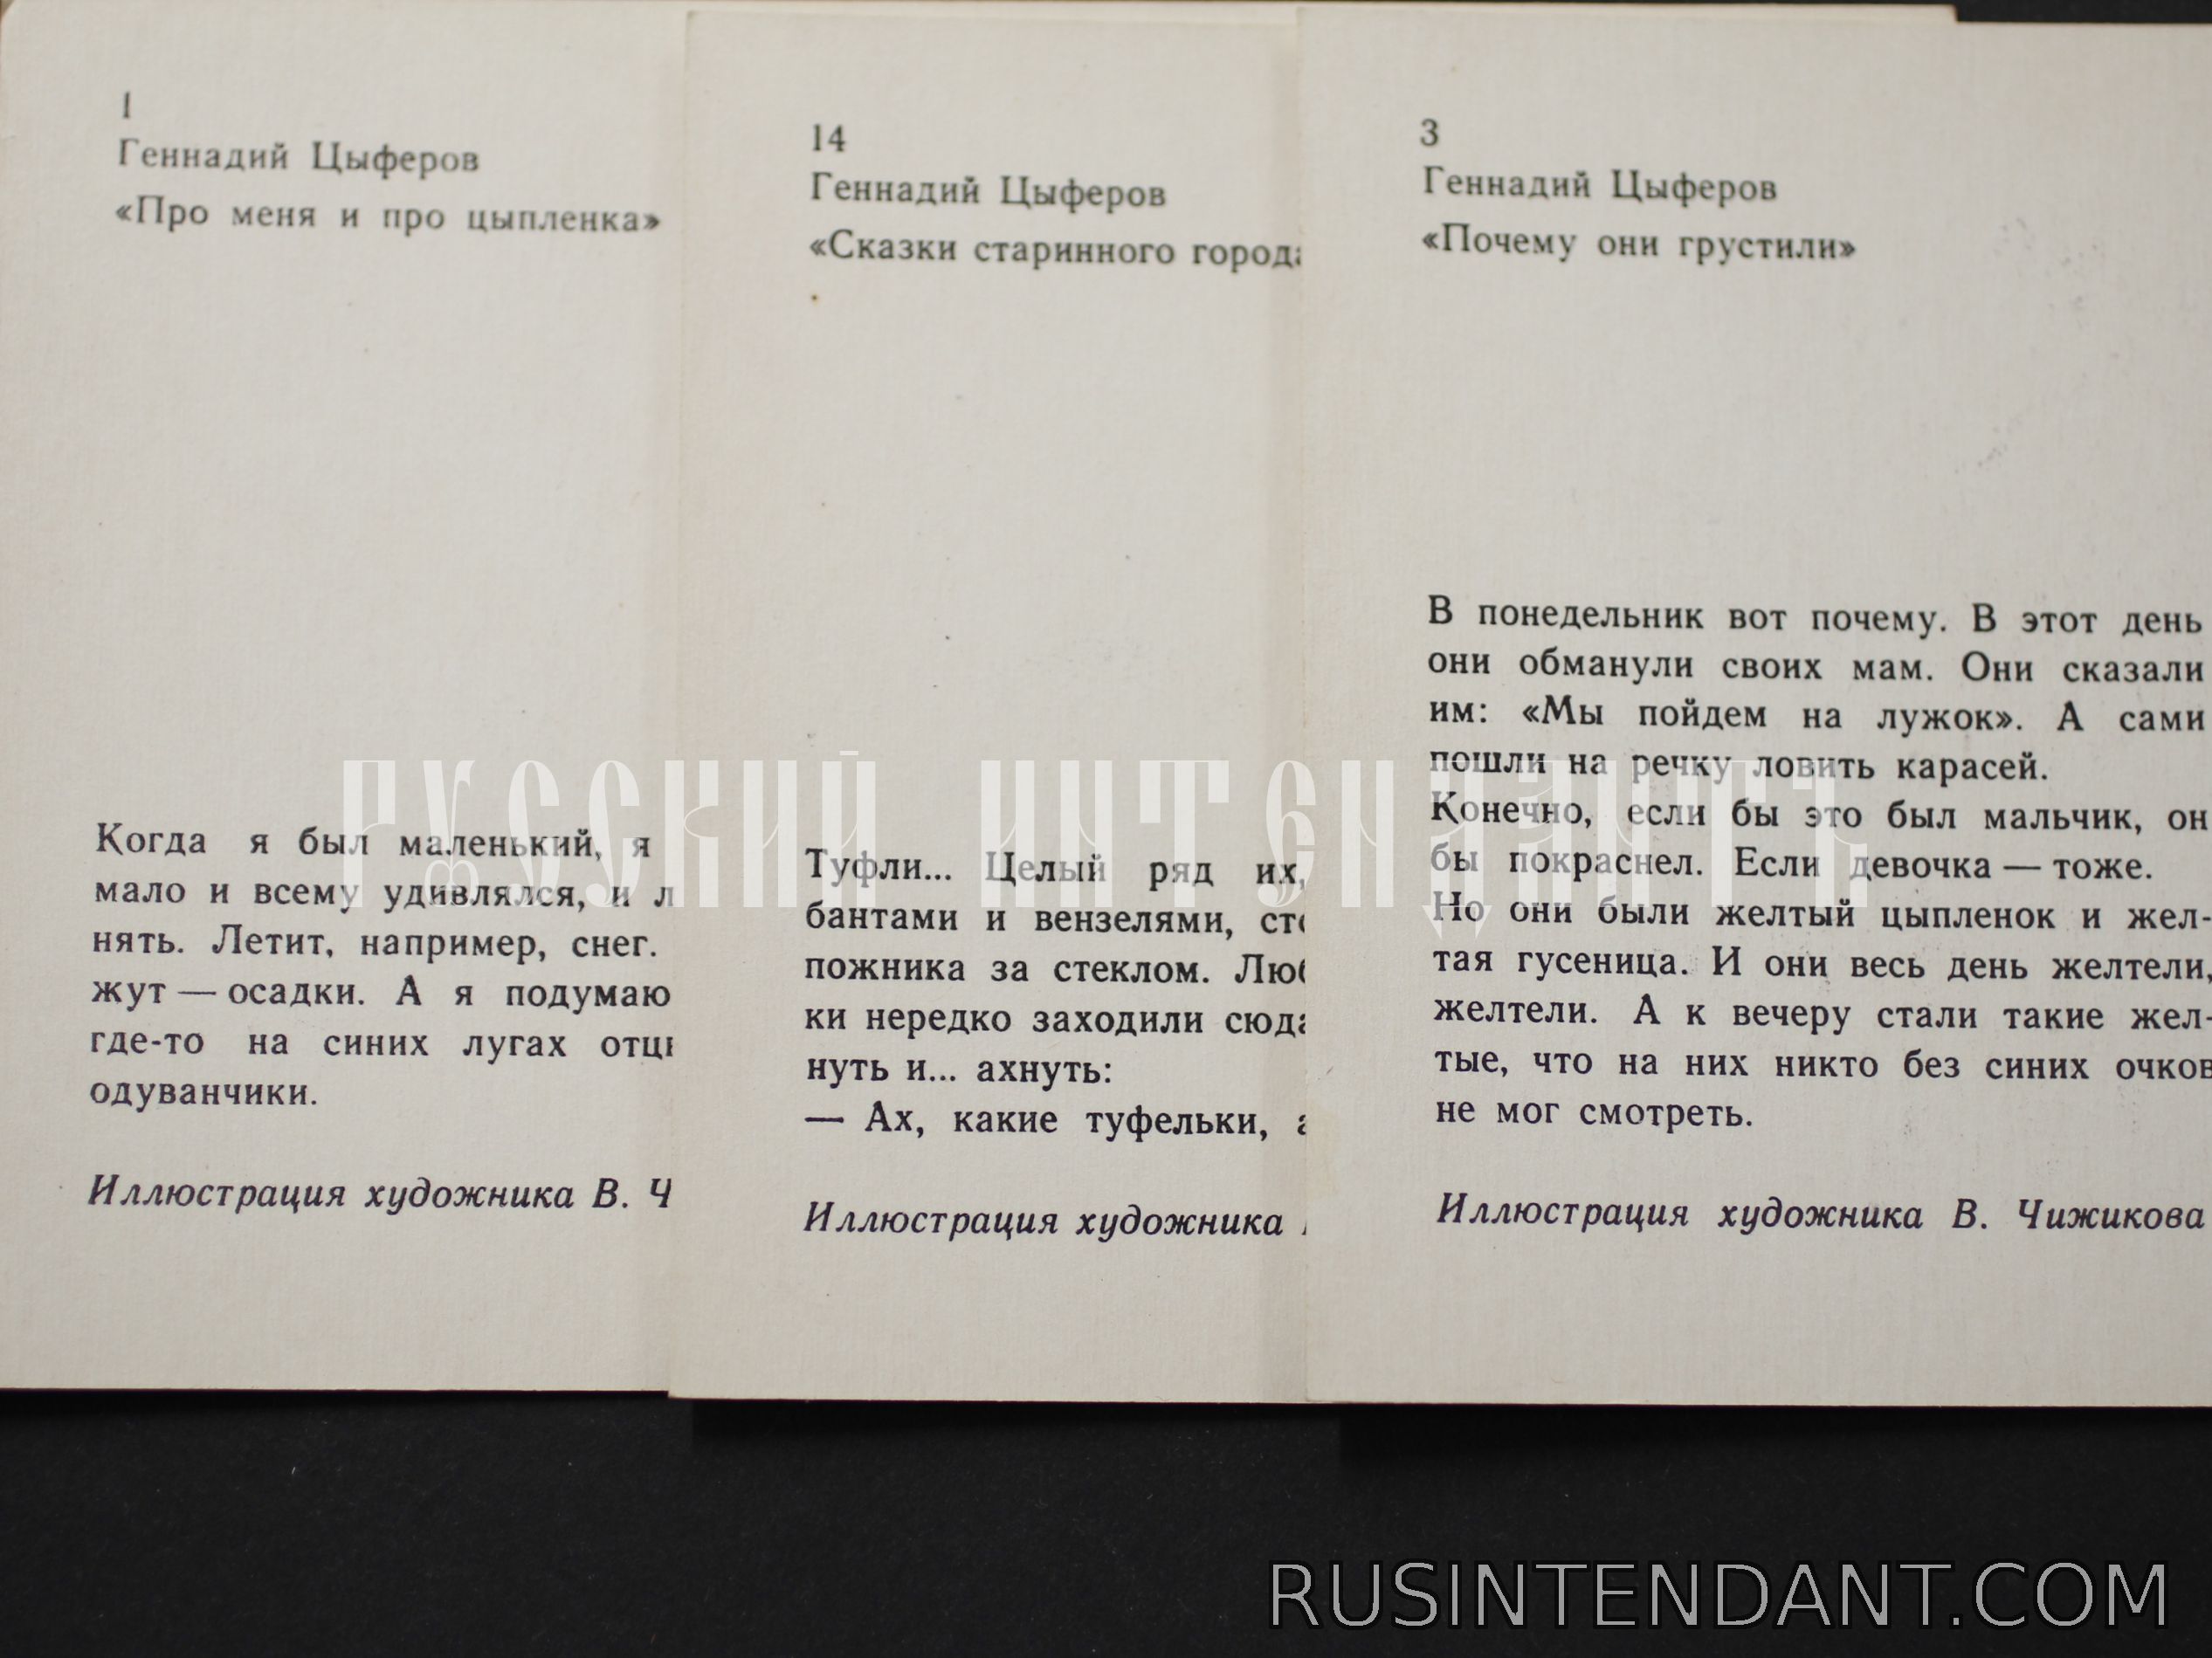 1
Геннадий Цыферов
«Про меня и про цыпленка»
Когда я был маленький, я
мало и всему удивлялся, и
нять. Летит, например, снег.
жут — осадки. А я подумаю
где-то на синих лугах
одуванчики.
Иллюстрация художника В. Ч
14
Геннадий Цыферов
«Сказки старинного
Туфли... Целый ряд их,
бантами и вензелями,
пожника за стеклом.
ки нередко заходили
нуть и... ахнуть:
— Ах, какие туфельки,
Иллюстрация художника
3
Геннадий Цыферов
«Почему они грустили»
В понедельник вот почему. В этот день
они обманули своих мам. Они сказали
им: «Мы пойдем на лужок». А сами
пошли на речку ловить карасей.
Конечно, если бы это был мальчик, он
бы покраснел. Если девочка — тоже.
Но они были желтый цыпленок и жел-
тая гусеница. И они весь день желтели,
желтели. А к вечеру стали такие жел-
тые, что на них никто без синих очков
не мог смотреть.
Иллюстрация художника В. Чижикова
РУССКИЙ ИНТЕНДАНТЪ
RUSINTENDANT.COM